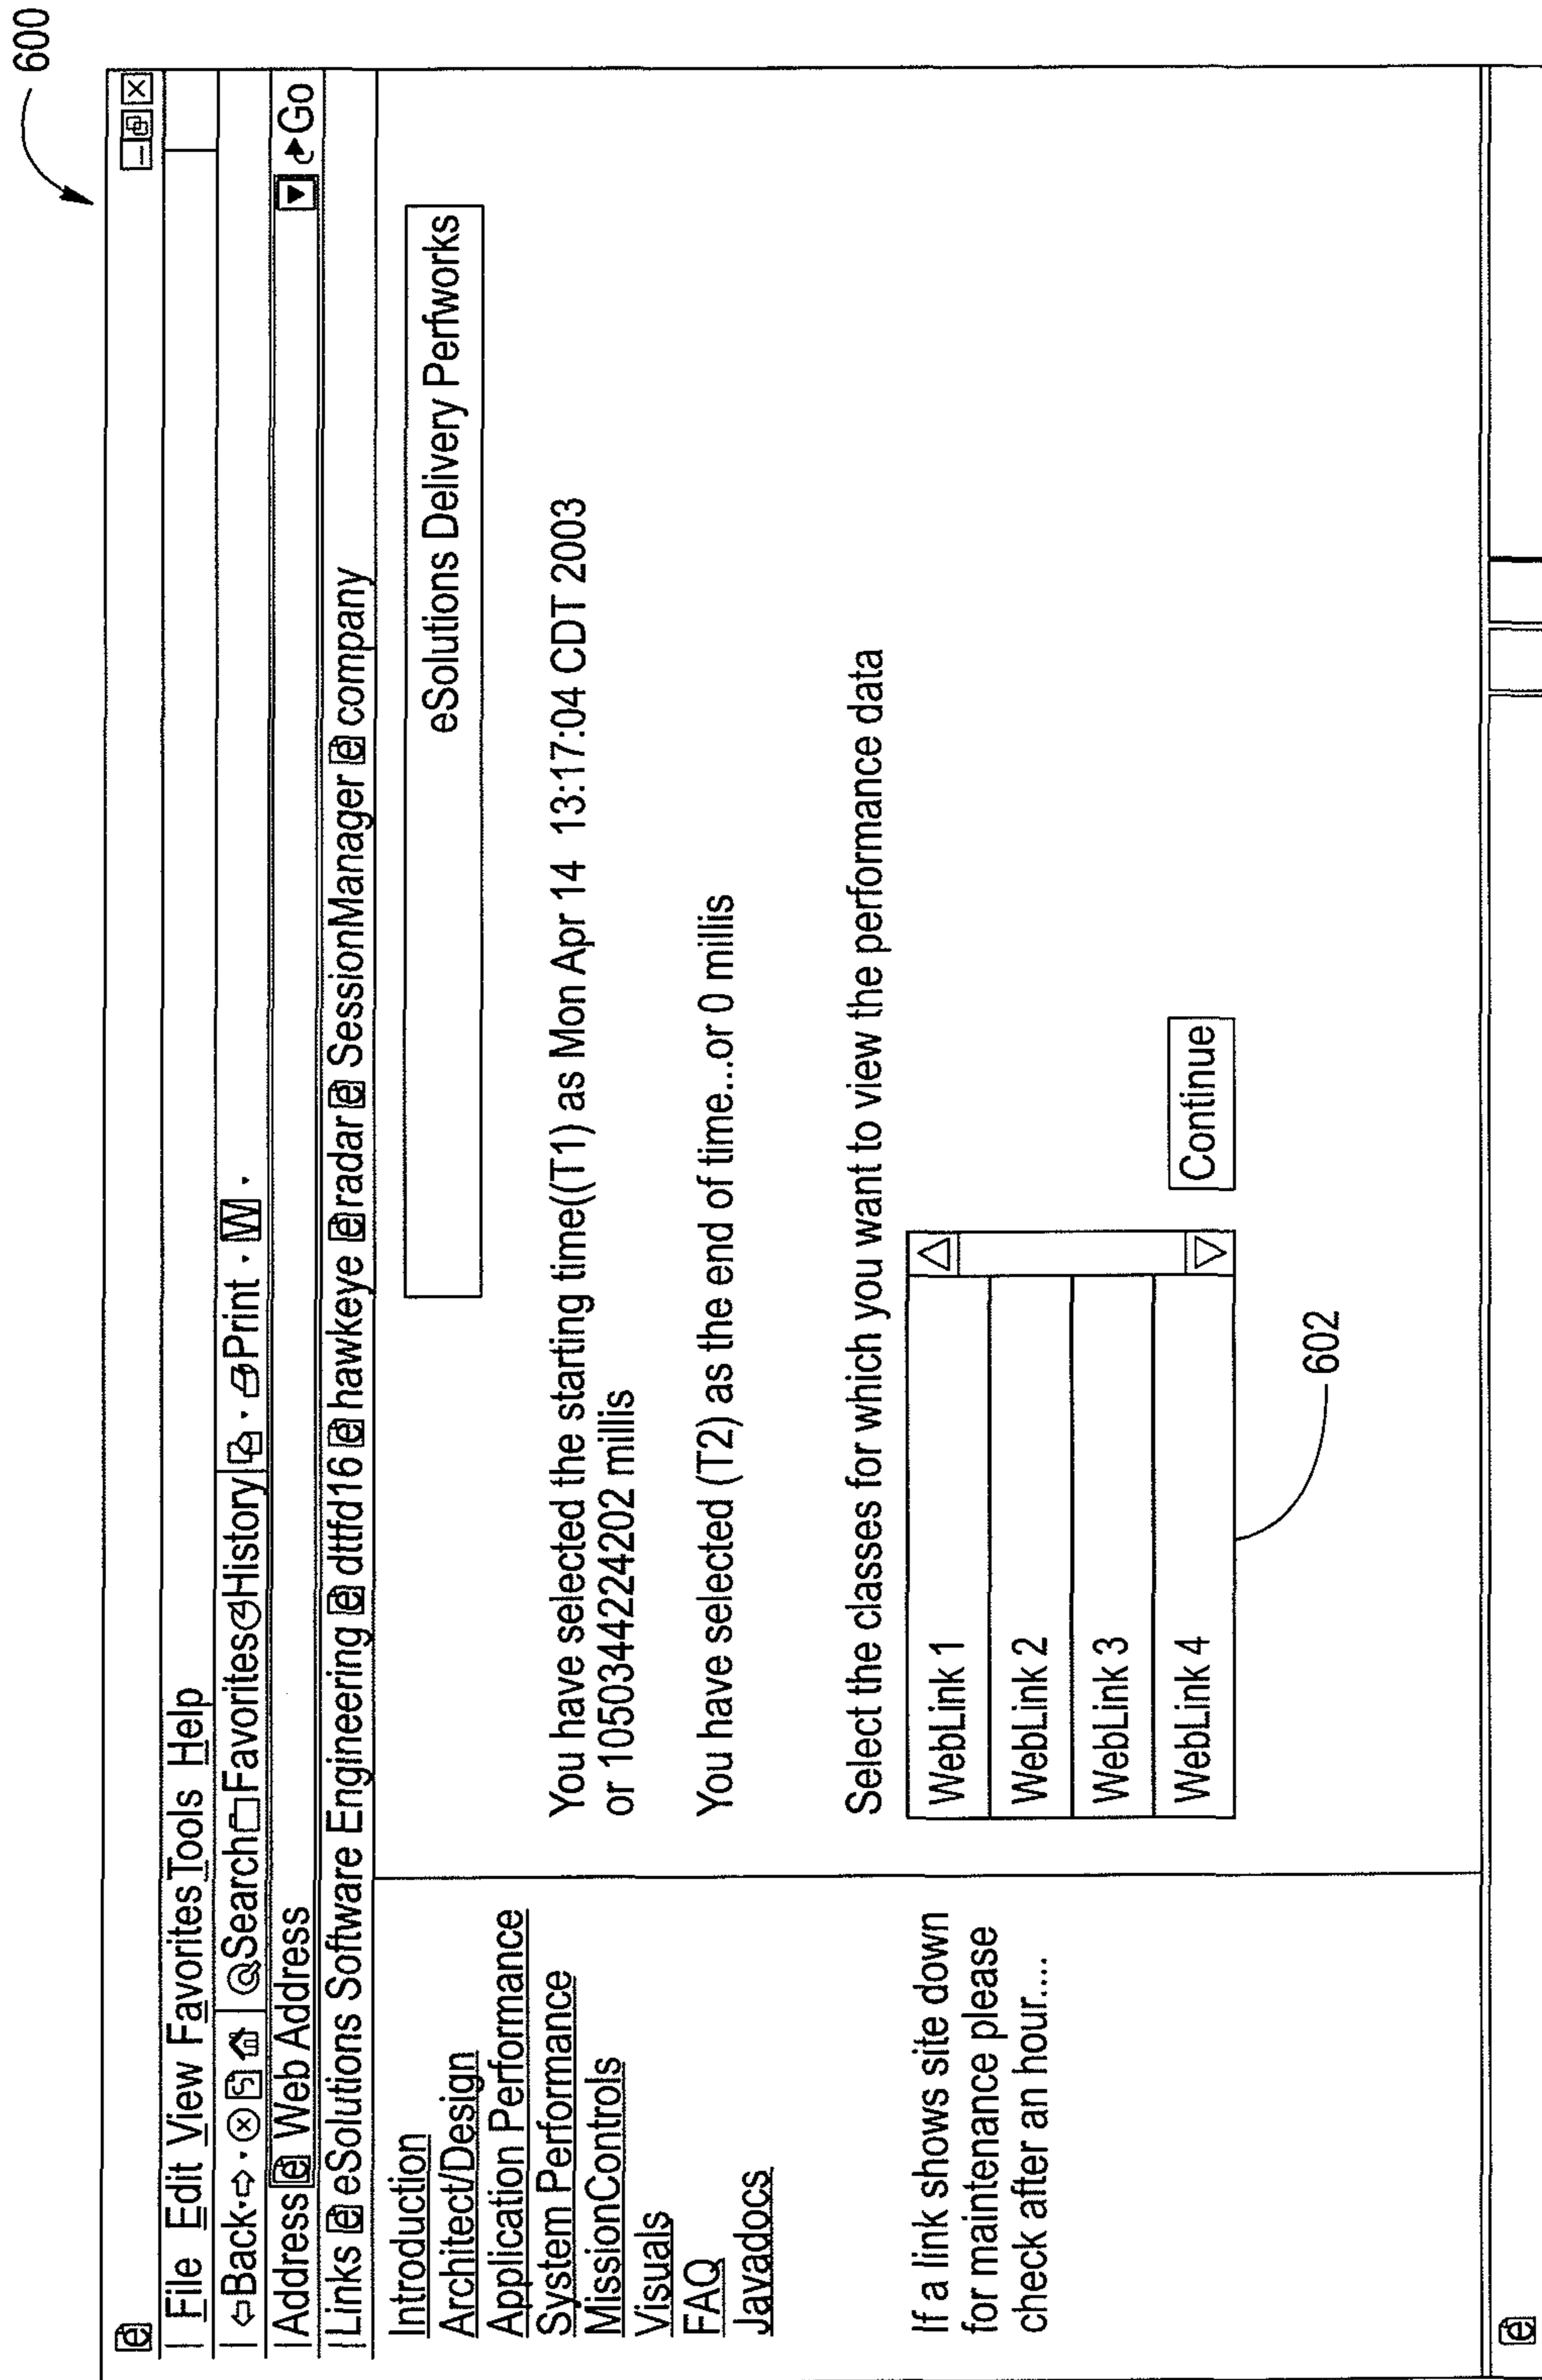 600
File Edit View Favorites Tools Help
Back Search Favorites History Print W
Address Web Address Go
Links eSolutions Software Engineering dttfd16 hawkeye radar SessionManager company
Introduction
Architect/Design
Application Performance
System Performance
MissionControls
Visuals
FAQ
Javadocs
If a link shows site down
for maintenance please
check after an hour....
eSolutions Delivery Perfworks
You have selected the starting time((T1) as Mon Apr 14 13:17:04 CDT 2003
or 1050344224202 millis
You have selected (T2) as the end of time...or 0 millis
Select the classes for which you want to view the performance data
WebLink 1
WebLink 2
WebLink 3
WebLink 4
Continue
602